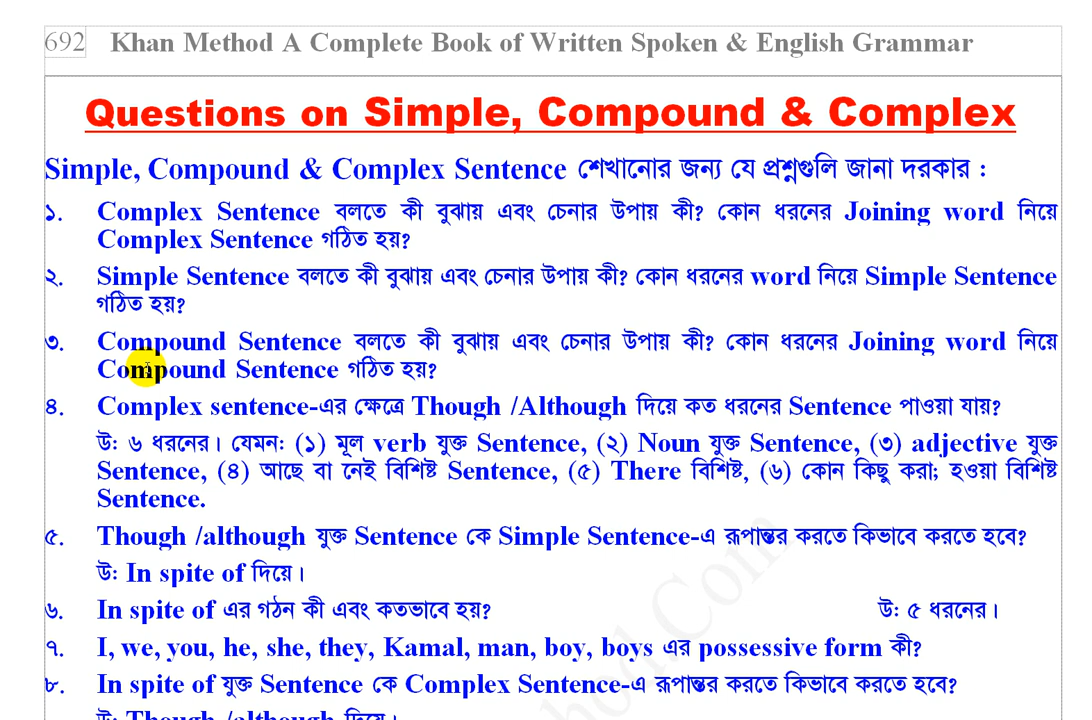 692 Khan Method A Complete Book of Written Spoken & English Grammar
Questions on Simple, Compound & Complex
Simple, Compound & Complex Sentence শেখানোর জন্য যে প্রশ্নগুলি জানা দরকার :
১. Complex Sentence বলতে কী বুঝায় এবং চেনার উপায় কী? কোন ধরনের Joining word নিয়ে
Complex Sentence গঠিত হয়?
২. Simple Sentence বলতে কী বুঝায় এবং চেনার উপায় কী? কোন ধরনের word নিয়ে Simple Sentence
গঠিত হয়?
৩. Compound Sentence বলতে কী বুঝায় এবং চেনার উপায় কী? কোন ধরনের Joining word নিয়ে
Compound Sentence গঠিত হয়?
৪. Complex sentence-এর ক্ষেত্রে Though /Although দিয়ে কত ধরনের Sentence পাওয়া যায়?
উ: ৬ ধরনের। যেমন: (১) মূল verb যুক্ত Sentence, (২) Noun যুক্ত Sentence, (৩) adjective যুক্ত
Sentence, (৪) আছে বা নেই বিশিষ্ট Sentence, (৫) There বিশিষ্ট, (৬) কোন কিছু করা; হওয়া বিশিষ্ট
Sentence.
৫. Though /although যুক্ত Sentence কে Simple Sentence-এ রূপান্তর করতে কিভাবে করতে হবে?
উ: In spite of দিয়ে।
৬. In spite of এর গঠন কী এবং কতভাবে হয়? উ: ৫ ধরনের।
৭. I, we, you, he, she, they, Kamal, man, boy, boys এর possessive form কী?
৮. In spite of যুক্ত Sentence কে Complex Sentence-এ রূপান্তর করতে কিভাবে করতে হবে?
উ: Though /although দিয়ে।